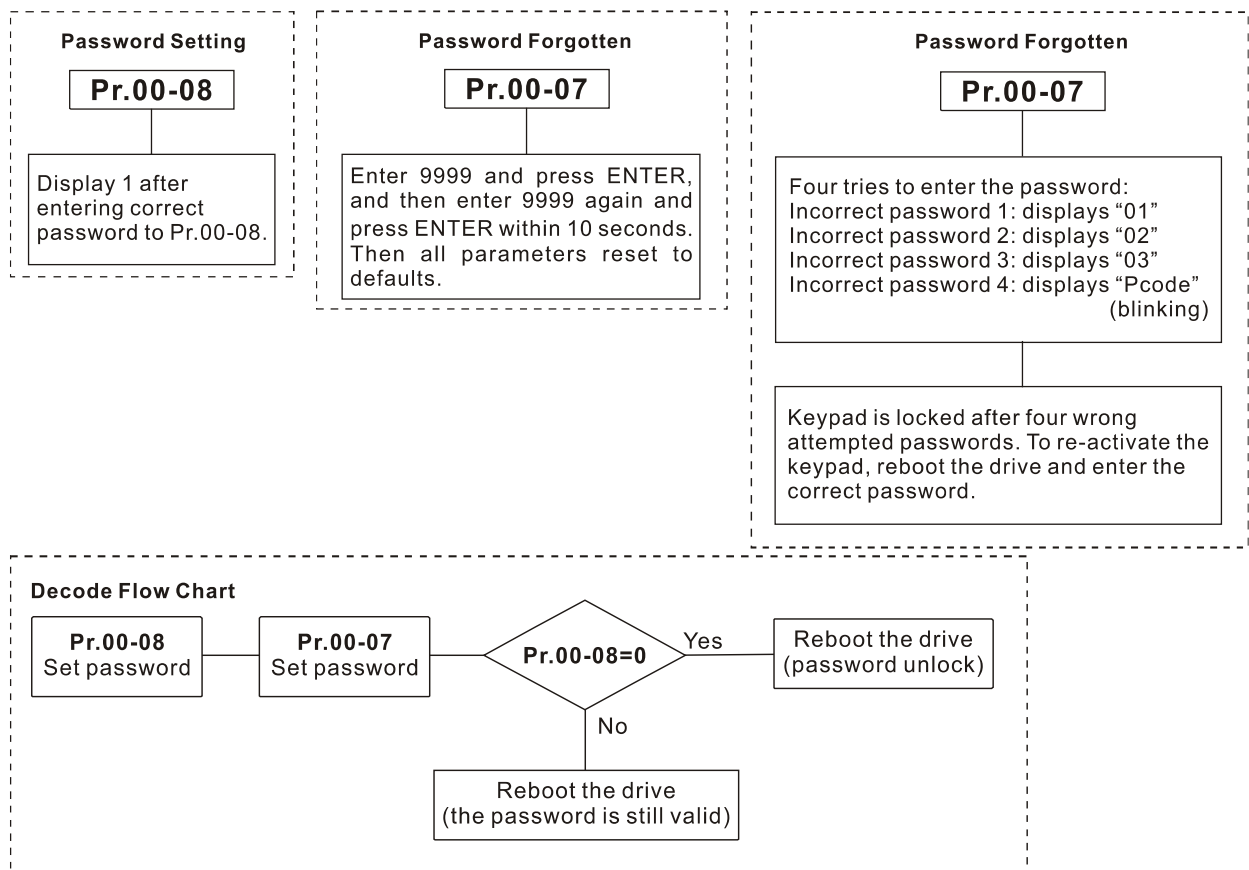 Password Setting
Pr.00-08
Display 1 after
entering correct
password to Pr.00-08.
Password Forgotten
Pr.00-07
Enter 9999 and press ENTER,
and then enter 9999 again and
press ENTER within 10 seconds.
Then all parameters reset to
defaults.
Password Forgotten
Pr.00-07
Four tries to enter the password:
Incorrect password 1: displays “01”
Incorrect password 2: displays “02”
Incorrect password 3: displays “03”
Incorrect password 4: displays “Pcode”
(blinking)
Keypad is locked after four wrong
attempted passwords. To re-activate the
keypad, reboot the drive and enter the
correct password.
Decode Flow Chart
Pr.00-08
Set password
Pr.00-07
Set password
Pr.00-08=0
Yes
Reboot the drive
(password unlock)
No
Reboot the drive
(the password is still valid)